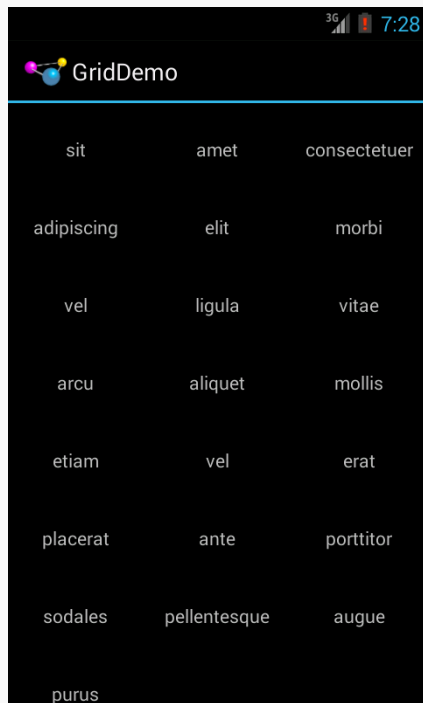 3G 7:28
GridDemo
sit amet consectetuer
adipiscing elit morbi
vel ligula vitae
arcu aliquet mollis
etiam vel erat
placerat ante porttitor
sodales pellentesque augue
purus